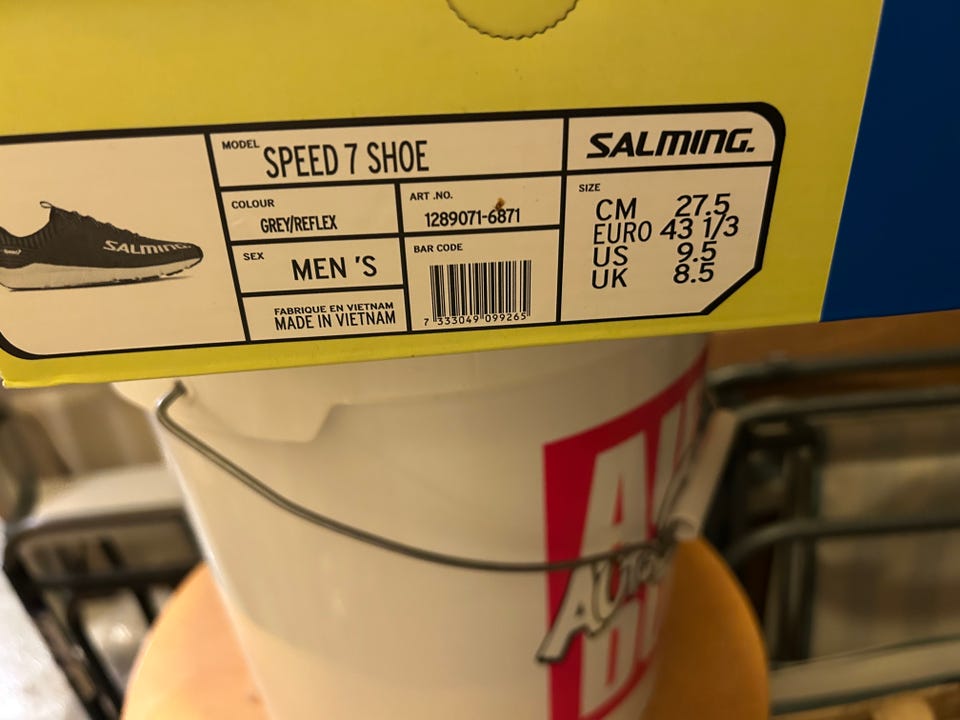 MODEL SPEED 7 SHOE
SALMING.
COLOUR
GREY/REFLEX
ART .NO.
1289071-6871
SEX
MEN 'S
BAR CODE
7 333049 099265
FABRIQUE EN VIETNAM
MADE IN VIETNAM
SIZE
CM 27.5
EURO 43 1/3
US 9.5
UK 8.5
SALMING